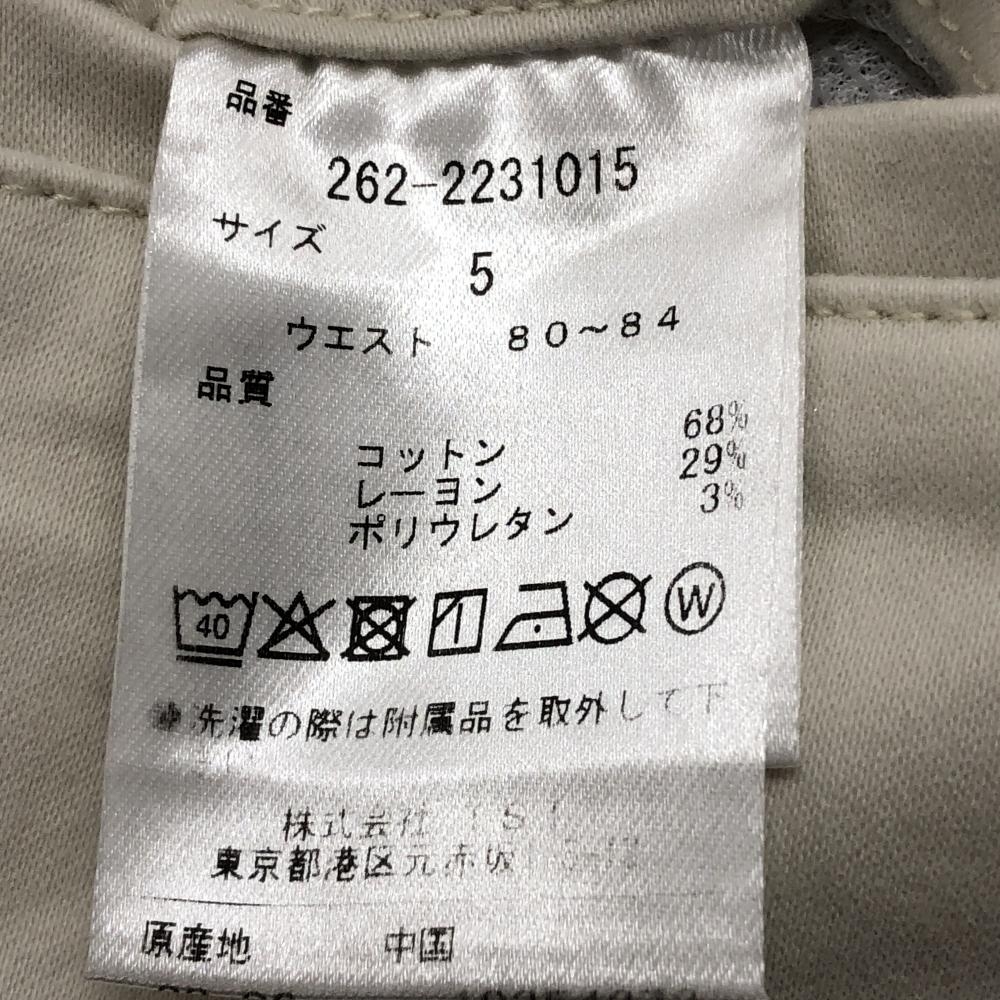 品番
262-2231015
サイズ
5
ウエスト 80~84
品質
コットン 68%
レーヨン 29%
ポリウレタン 3%
40
W
※洗濯の際は附属品を取外して下
株式会社
東京都港区元赤坂
原産地 中国